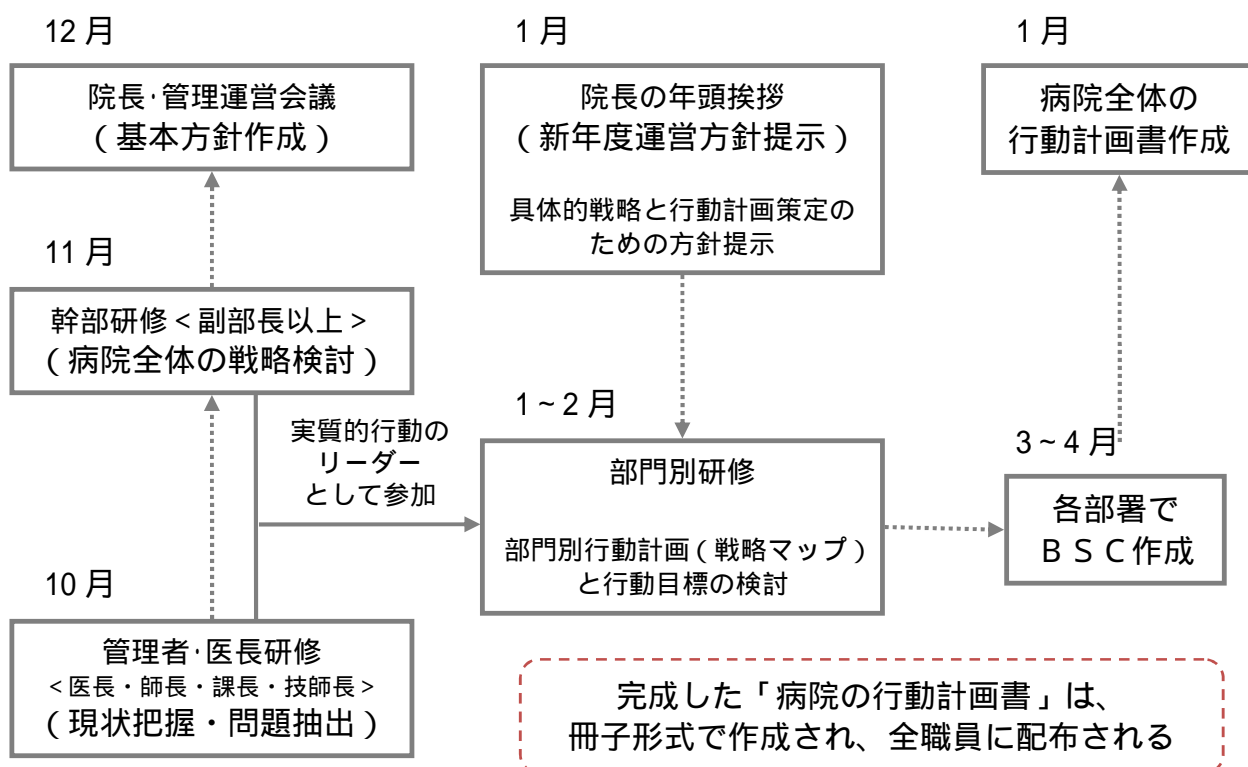 12月
院長・管理運営会議
(基本方針作成)
11月
幹部研修<副部長以上>
(病院全体の戦略検討)
10月
管理者・医長研修
<医長・師長・課長・技師長>
(現状把握・問題抽出)
実質的行動の
リーダー
として参加
1月
院長の年頭挨拶
(新年度運営方針提示)
具体的戦略と行動計画策定の
ための方針提示
1~2月
部門別研修
部門別行動計画(戦略マップ)
と行動目標の検討
1月
病院全体の
行動計画書作成
3~4月
各部署で
BSC作成
完成した「病院の行動計画書」は、
冊子形式で作成され、全職員に配布される